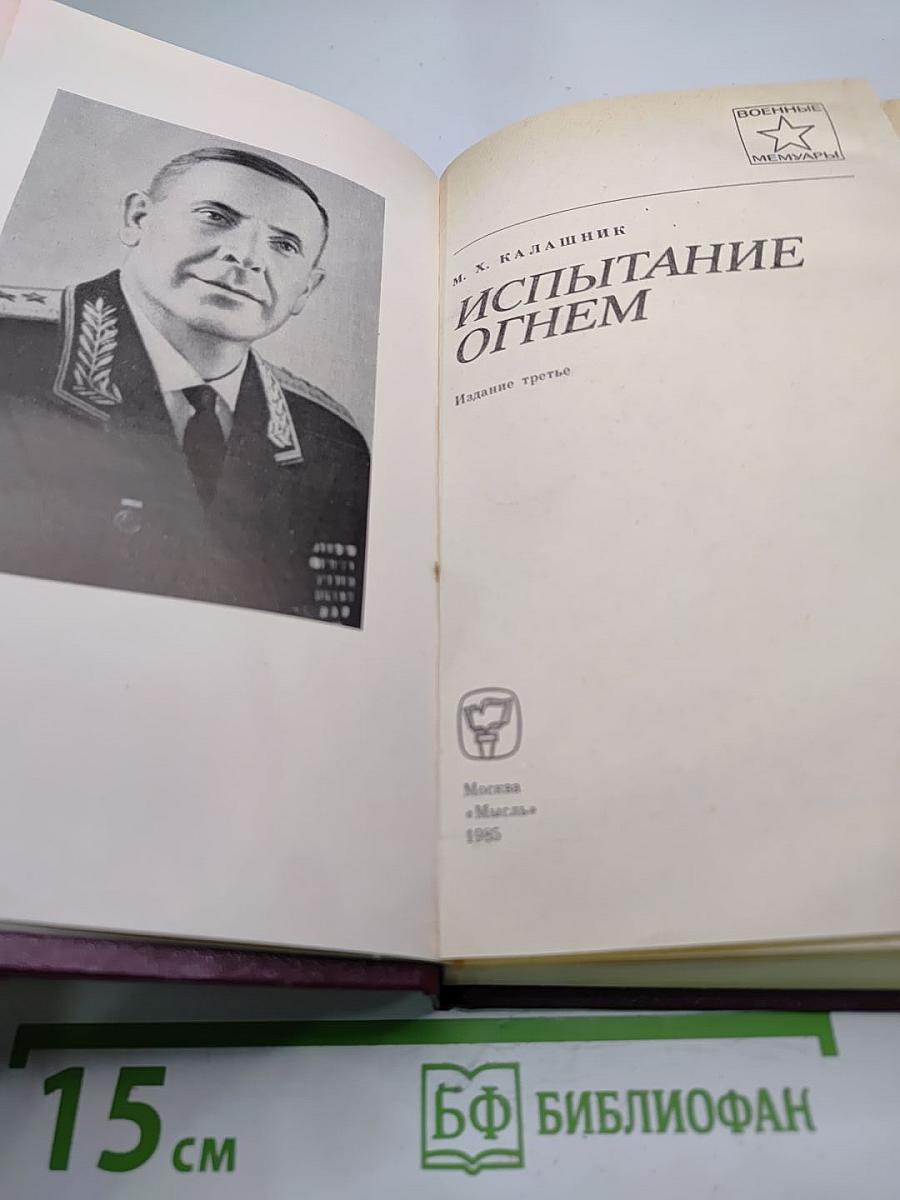 ВОЕННЫЕ
МЕМУАРЫ
М. Х. КАЛАШНИК
ИСПЫТАНИЕ
ОГНЕМ
Издание третье
Москва
«Мысль»
1985
15 см
БФ БИБЛИОФАН